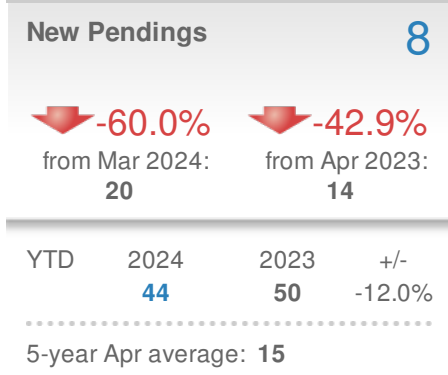 New Pendings 8
-60.0% -42.9%
from Mar 2024: from Apr 2023:
20 14
YTD 2024 2023 +/-
44 50 -12.0%
5-year Apr average: 15